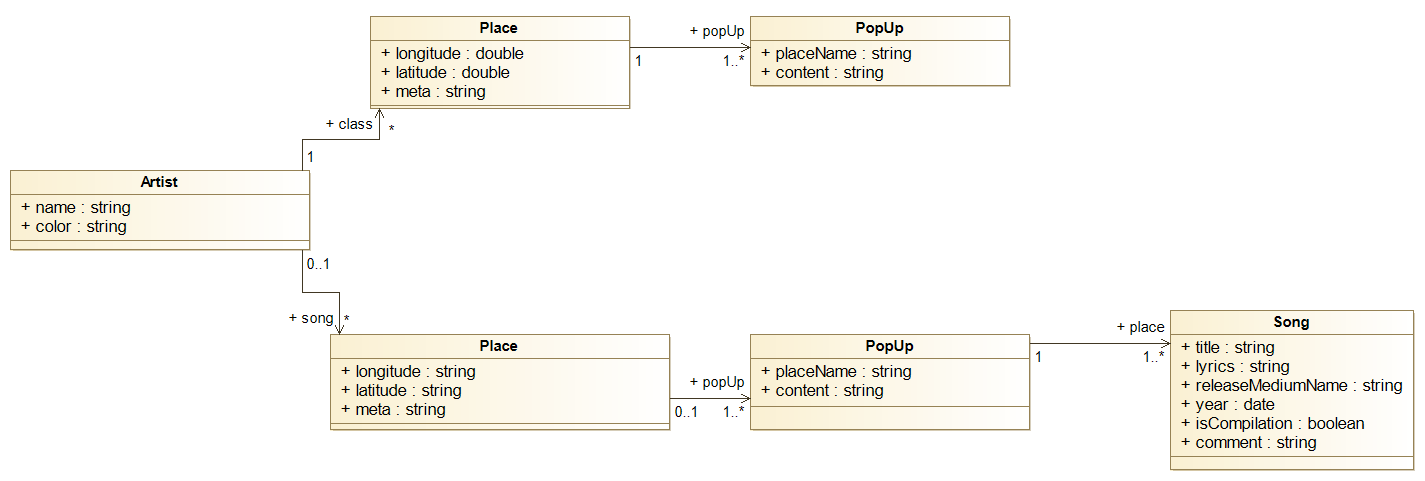 Place
+ longitude : double
+ latitude : double
+ meta : string
+ popUp
1
1..*
PopUp
+ placeName : string
+ content : string
+ class
*
1
Artist
+ name : string
+ color : string
0..1
+ song
*
Place
+ longitude : string
+ latitude : string
+ meta : string
+ popUp
0..1
1..*
PopUp
+ placeName : string
+ content : string
+ place
1
1..*
Song
+ title : string
+ lyrics : string
+ releaseMediumName : string
+ year : date
+ isCompilation : boolean
+ comment : string